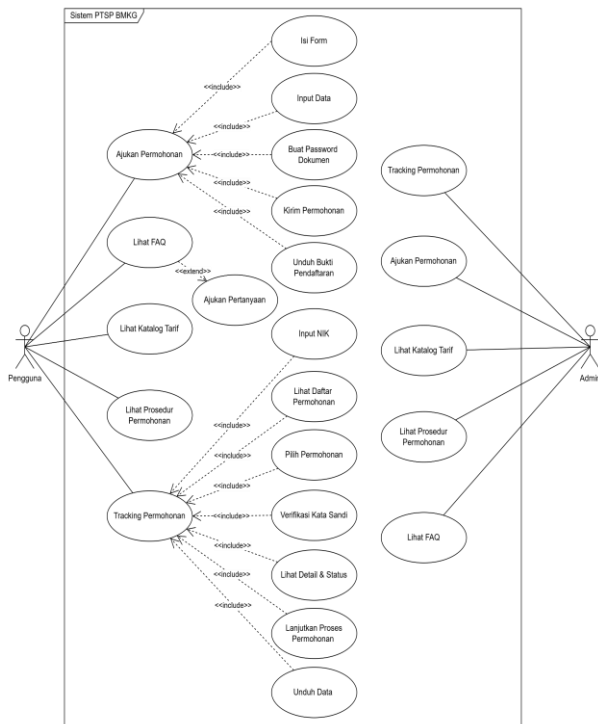 Sistem PTSP BMKG
Isi Form
<<include>>
Input Data
<<include>>
Ajukan Permohonan
<<include>>
Buat Password
Dokumen
Tracking Permohonan
<<include>>
Kirim Permohonan
<<include>>
Lihat FAQ
<<extend>>
Unduh Bukti
Pendaftaran
Ajukan Permohonan
Ajukan Pertanyaan
Lihat Katalog Tarif
Input NIK
Pengguna
Admin
Lihat Katalog Tarif
Lihat Prosedur
Permohonan
Lihat Daftar
Permohonan
<<include>>
<<include>>
Lihat Prosedur
Permohonan
Pilih Permohonan
<<include>>
Tracking Permohonan
<<include>>
Verifikasi Kata Sandi
Lihat FAQ
<<include>>
Lihat Detail & Status
<<include>>
<<include>>
Lanjutkan Proses
Permohonan
Unduh Data